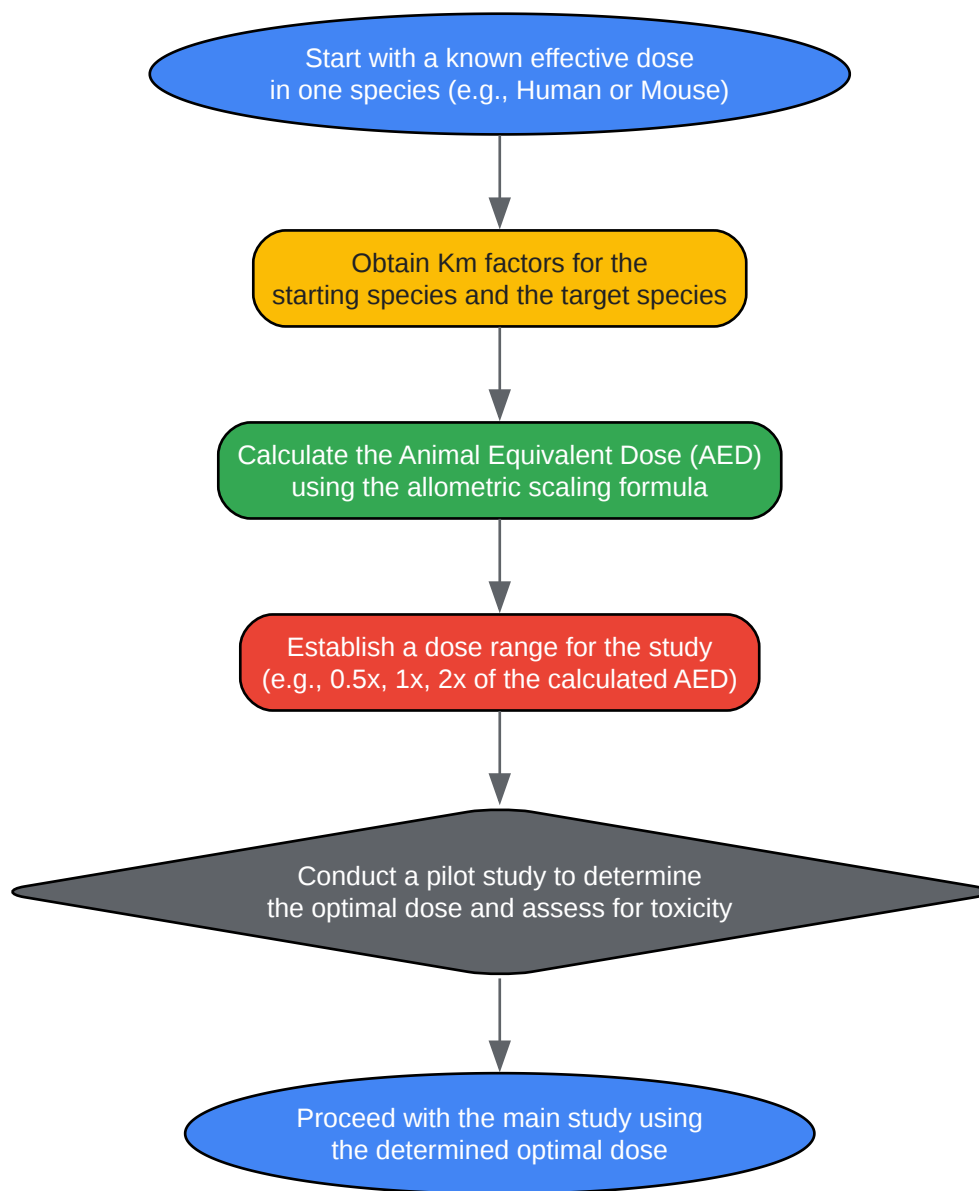 Start with a known effective dose
in one species (e.g., Human or Mouse)
Obtain Km factors for the
starting species and the target species
Calculate the Animal Equivalent Dose (AED)
using the allometric scaling formula
Establish a dose range for the study
(e.g., 0.5x, 1x, 2x of the calculated AED)
Conduct a pilot study to determine
the optimal dose and assess for toxicity
Proceed with the main study using
the determined optimal dose